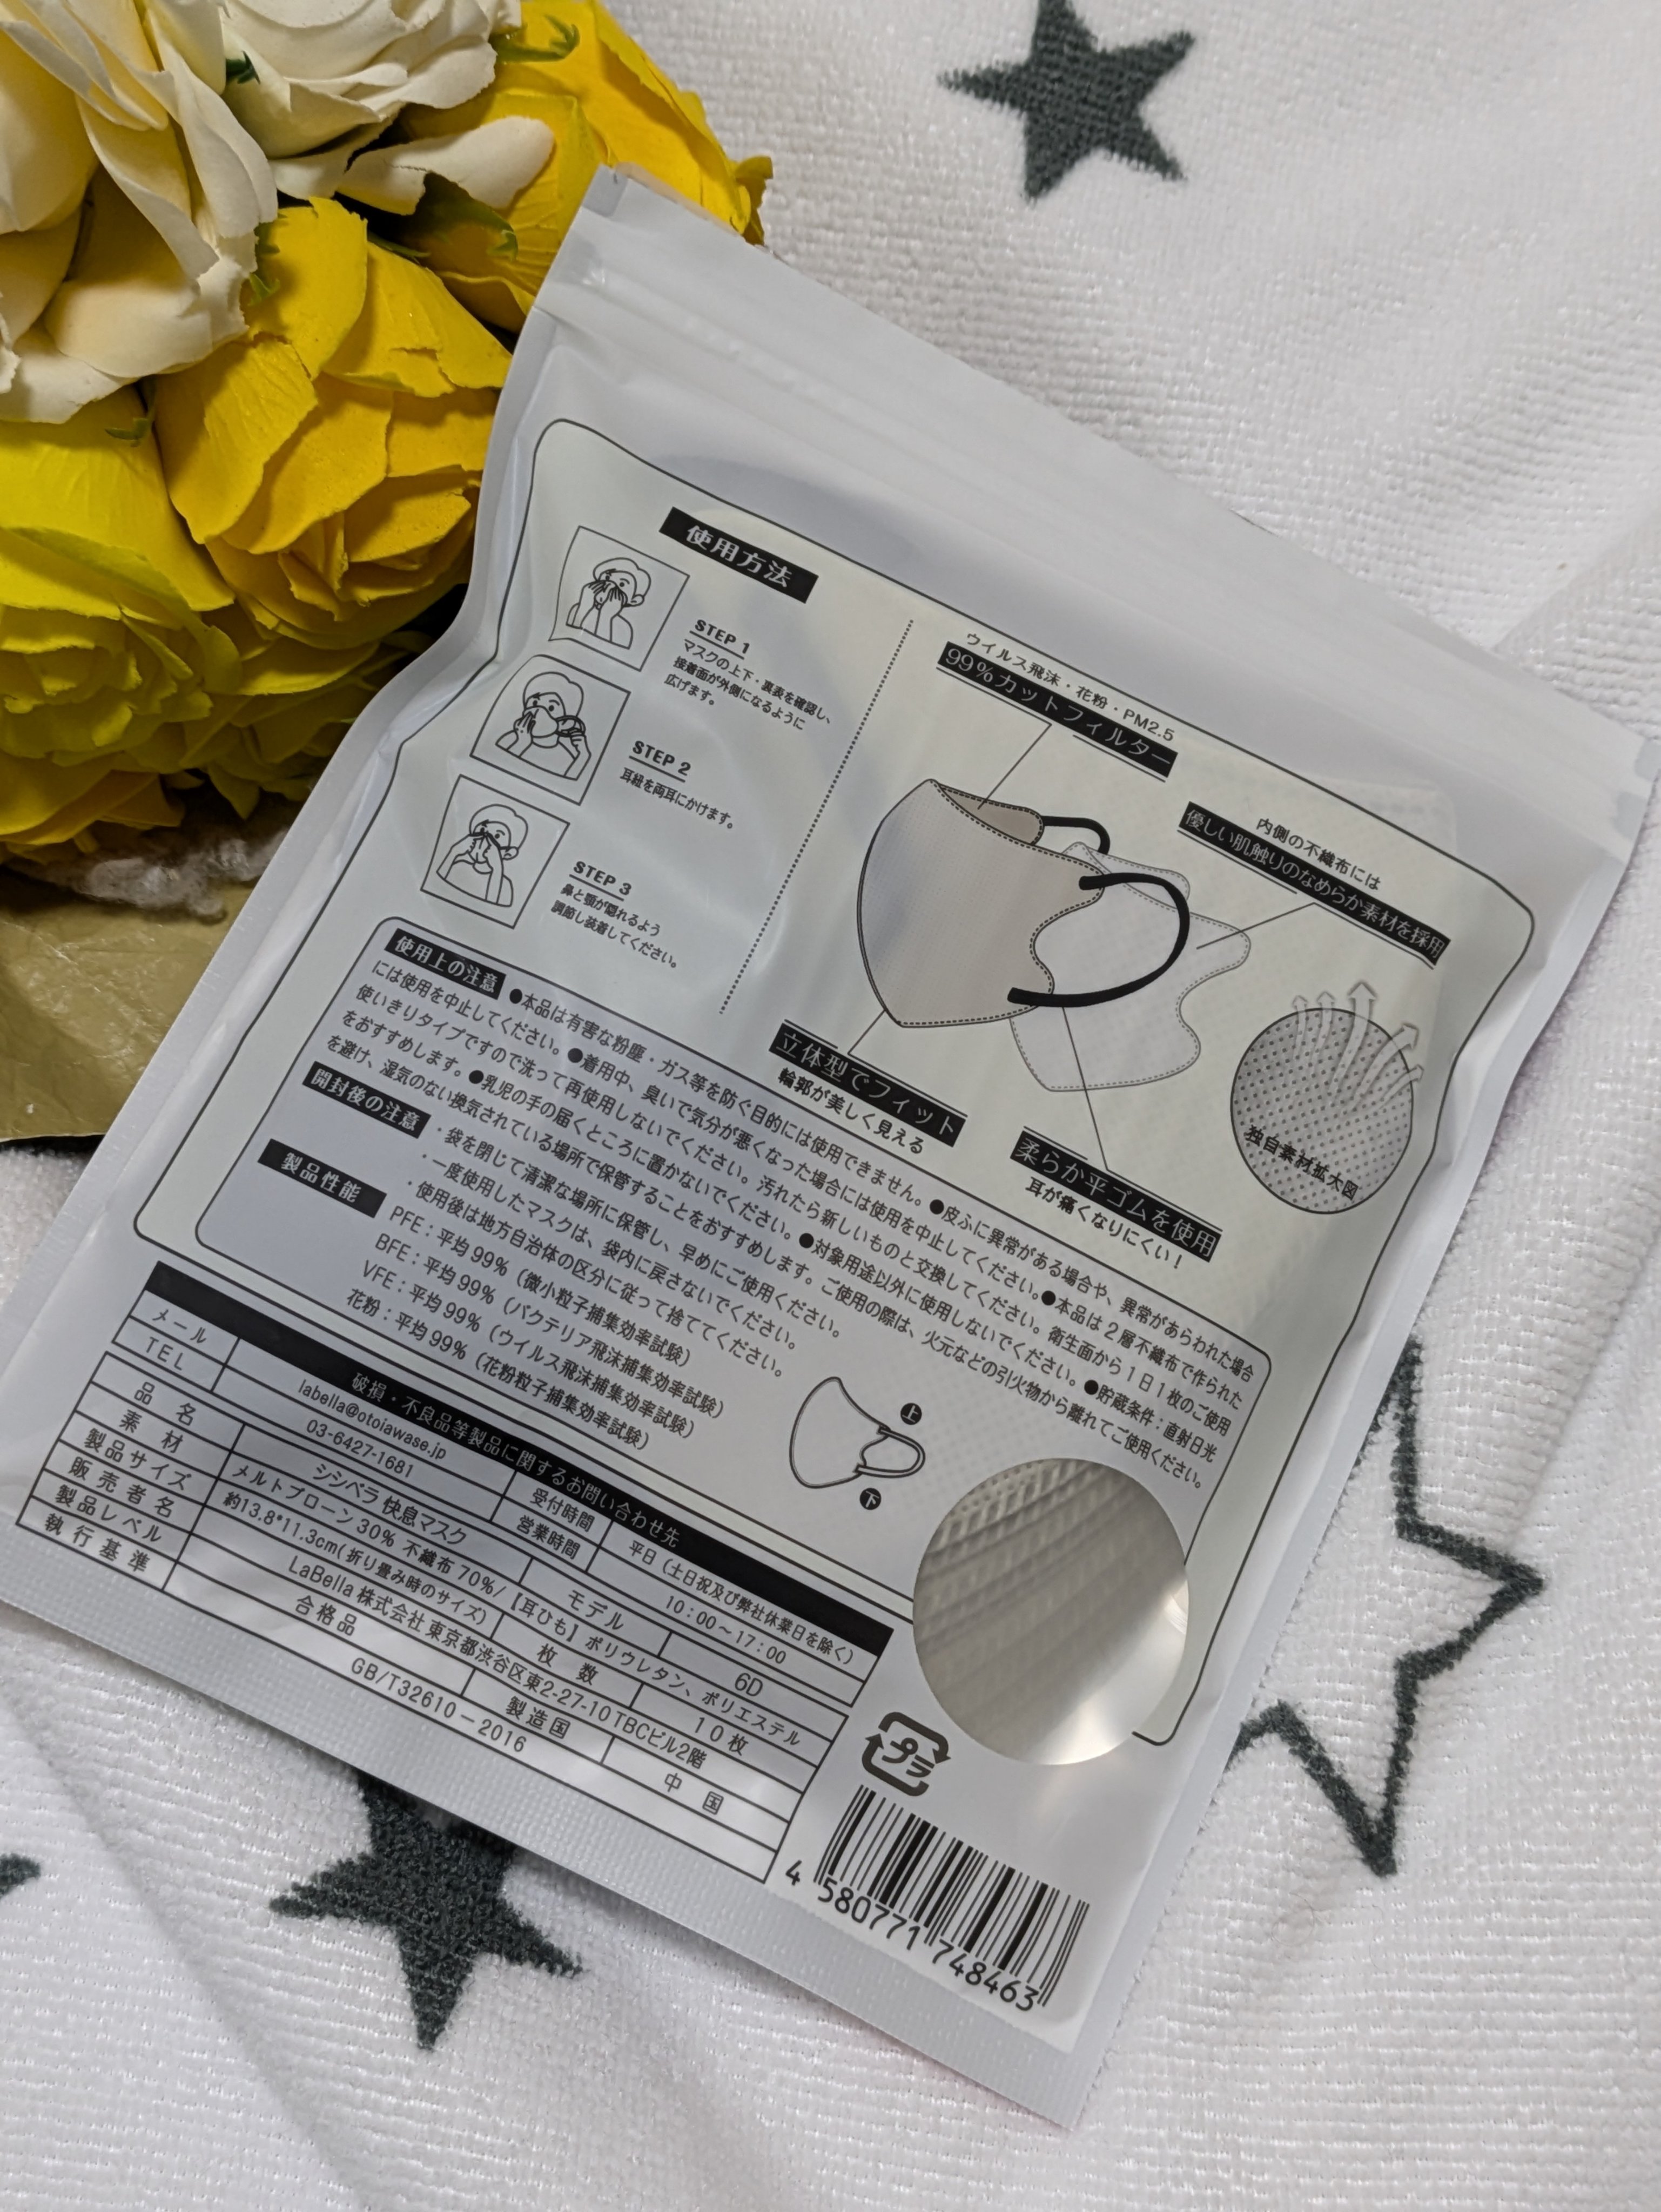 使用方法
STEP 1
マスクの上下・裏表を確認し、
接着面が外側になるように
広げます。
STEP 2
耳紐を両耳にかけます。
STEP 3
鼻と顎が隠れるよう
調節し装着してください。
ウイルス飛沫・花粉・PM2.5
99%カットフィルター
内側の不織布には
優しい肌触りのなめらか素材を採用
立体型でフィット
輪郭が美しく見える
柔らか平ゴムを使用
耳が痛くなりにくい！
独自素材拡大図
使用上の注意 ●本品は有害な粉塵・ガス等を防ぐ目的には使用できません。●皮ふに異常がある場合や、異常があらわれた場合
には使用を中止してください。●着用中、臭いで気分が悪くなった場合には使用を中止してください。●本品は2層不織布で作られた
使いきりタイプですので洗って再使用しないでください。汚れたら新しいものと交換してください。衛生面から1日1枚のご使用
をおすすめします。●乳児の手の届くところに置かないでください。●対象用途以外に使用しないでください。●貯蔵条件：直射日光
を避け、湿気のない換気されている場所で保管することをおすすめします。ご使用の際は、火元などの引火物から離れてご使用ください。
開封後の注意 ・袋を閉じて清潔な場所に保管し、早めにご使用ください。
・一度使用したマスクは、袋内に戻さないでください。
・使用後は地方自治体の区分に従って捨ててください。
製品性能 PFE：平均99%（微小粒子捕集効率試験）
BFE：平均99%（バクテリア飛沫捕集効率試験）
VFE：平均99%（ウイルス飛沫捕集効率試験）
花粉：平均99%（花粉粒子捕集効率試験）
上
下
破損・不良品等製品に関するお問い合わせ先
メール labella@otoiawase.jp 受付時間 平日（土日祝及び弊社休業日を除く）
TEL 03-6427-1681 営業時間 10：00～17：00
品名 シシベラ 快息マスク モデル 6D
素材 メルトブローン30% 不織布70%/【耳ひも】ポリウレタン、ポリエステル
製品サイズ 約13.8*11.3cm(折り畳み時のサイズ) 枚数 10枚
販売者名 LaBella 株式会社 東京都渋谷区東2-27-10 TBCビル2階
製品レベル 合格品 製造国 中国
執行基準 GB/T32610－2016
プラ
4 580771 748463